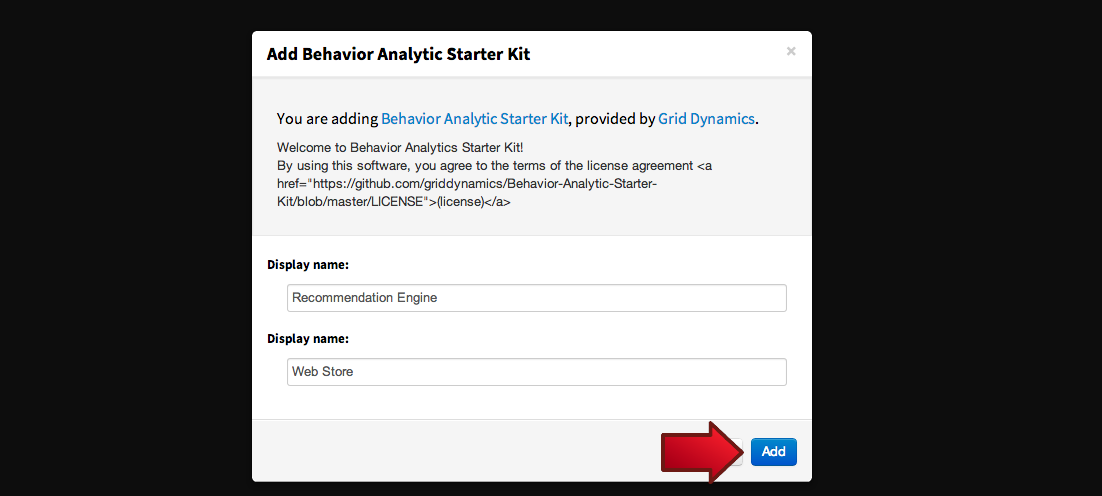 Add Behavior Analytic Starter Kit
×
You are adding Behavior Analytic Starter Kit, provided by Grid Dynamics.
Welcome to Behavior Analytics Starter Kit!
By using this software, you agree to the terms of the license agreement <a
href="https://github.com/griddynamics/Behavior-Analytic-Starter-
Kit/blob/master/LICENSE">(license)</a>
Display name:
Recommendation Engine
Display name:
Web Store
Add